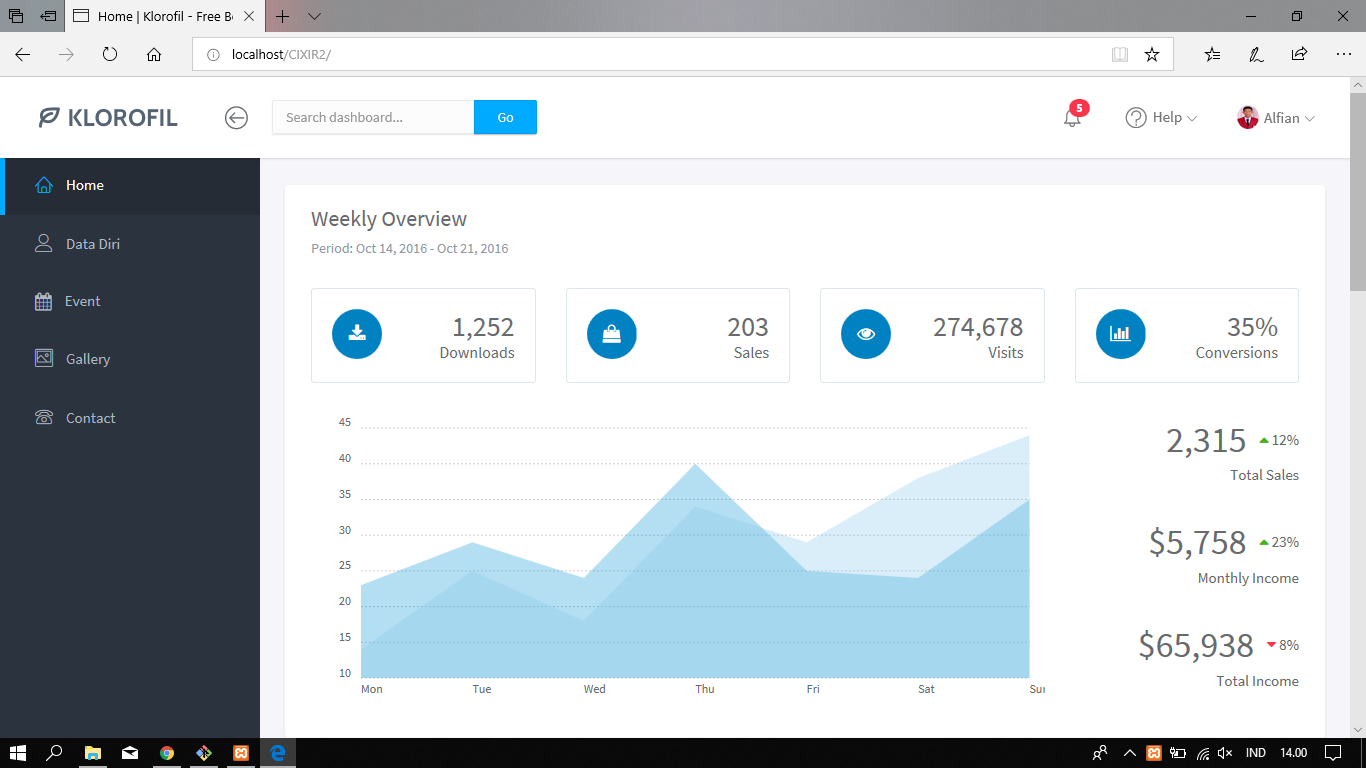 Home | Klorofil - Free B
localhost/CIXIR2/
KLOROFIL
Search dashboard...
Go
5
Help
Alfian
Home
Data Diri
Event
Gallery
Contact
Weekly Overview
Period: Oct 14, 2016 - Oct 21, 2016
1,252
Downloads
203
Sales
274,678
Visits
35%
Conversions
45
40
35
30
25
20
15
10
Mon Tue Wed Thu Fri Sat Sun
2,315 12%
Total Sales
$5,758 23%
Monthly Income
$65,938 8%
Total Income
IND 14.00